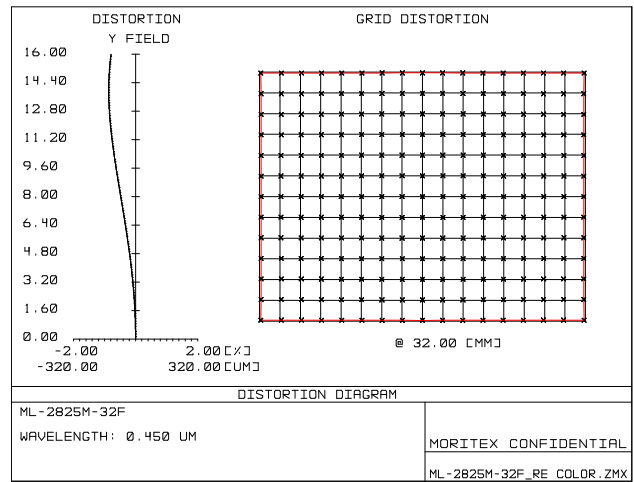 DISTORTION
Y FIELD
16.00
14.40
12.80
11.20
9.60
8.00
6.40
4.80
3.20
1.60
0.00
-2.00 2.00 [%]
-320.00 320.00 [UM]
GRID DISTORTION
@ 32.00 [MM]
DISTORTION DIAGRAM
ML-2825M-32F
WAVELENGTH: 0.450 UM
MORITEX CONFIDENTIAL
ML-2825M-32F_RE COLOR.ZMX